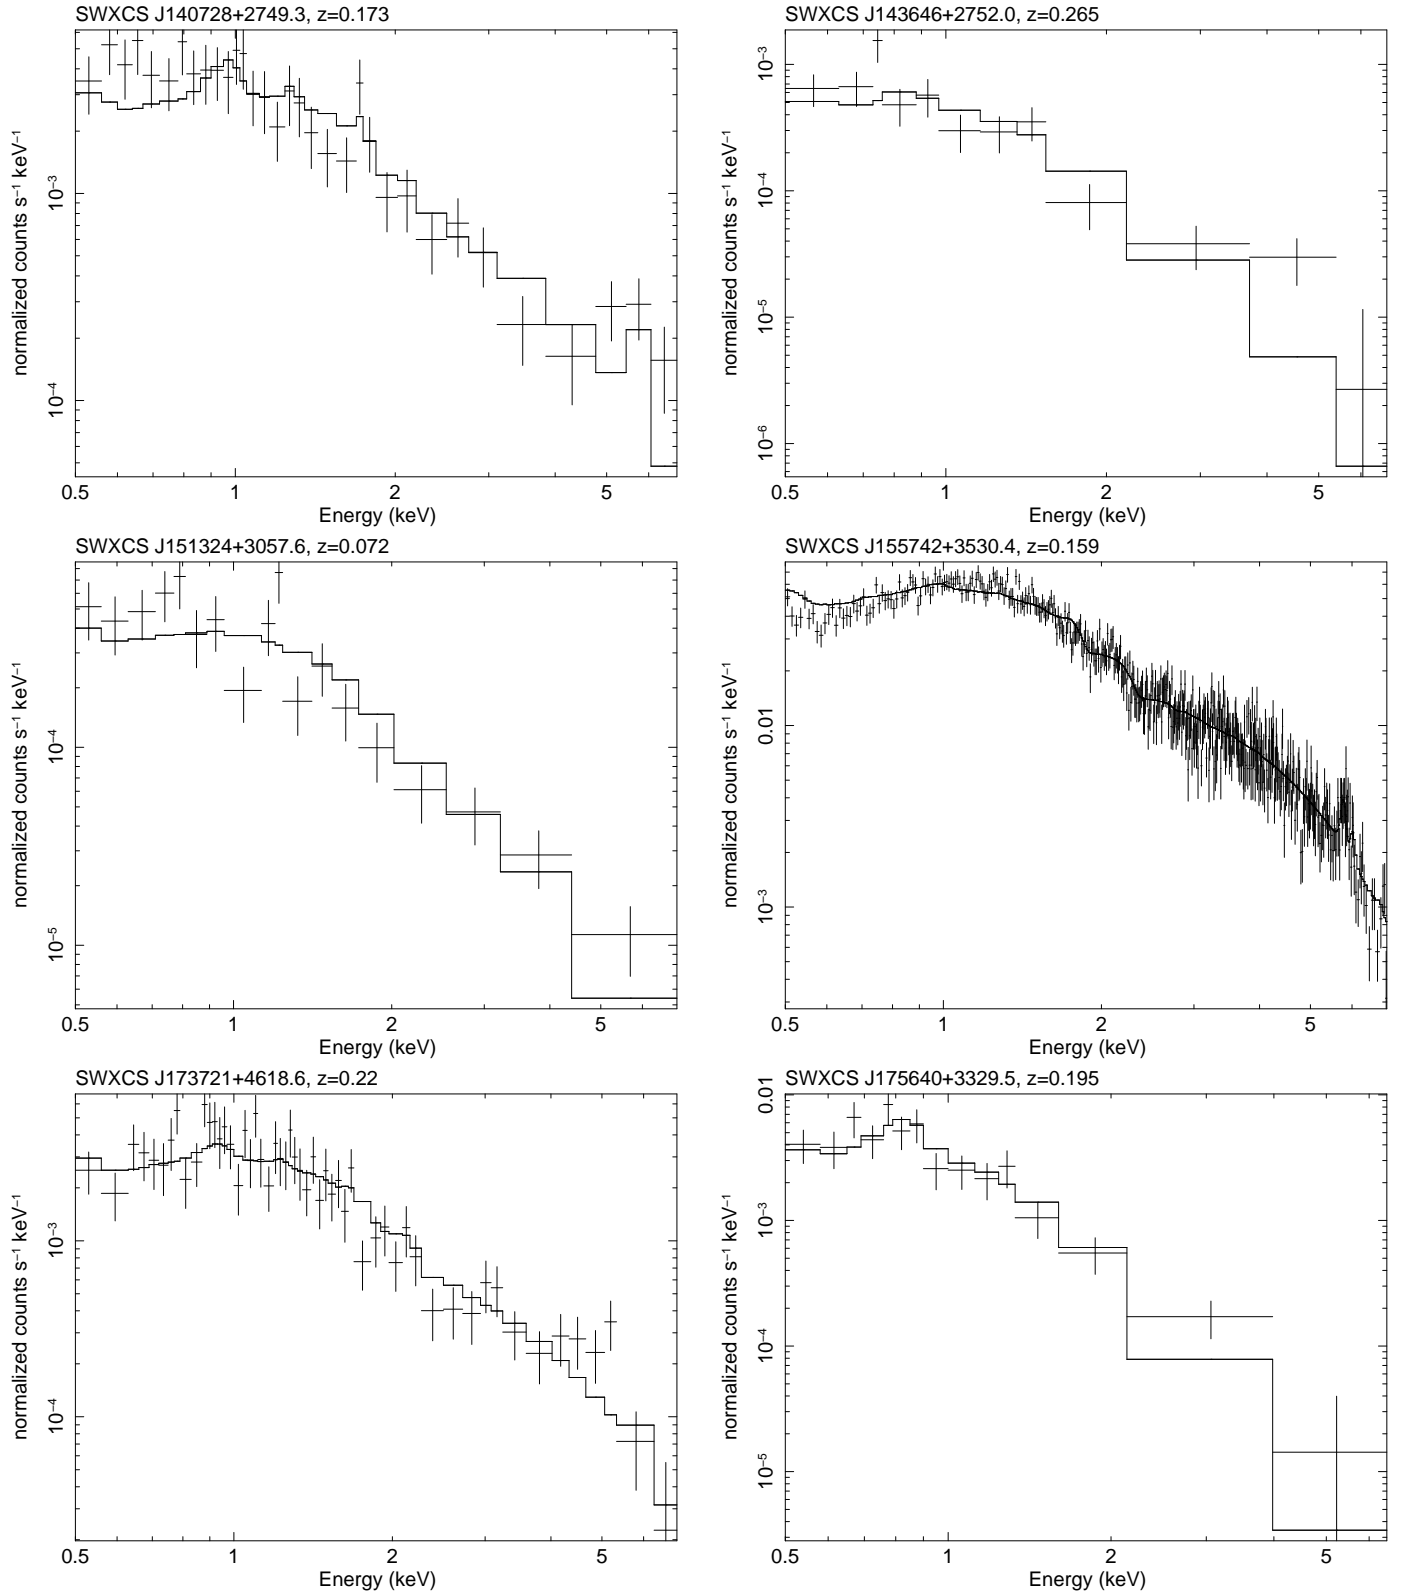 SWXCS J140728+2749.3, z=0.173
normalized counts s⁻¹ keV⁻¹
10⁻³
10⁻⁴
0.5 1 2 5
Energy (keV)
SWXCS J143646+2752.0, z=0.265
normalized counts s⁻¹ keV⁻¹
10⁻³
10⁻⁴
10⁻⁵
10⁻⁶
0.5 1 2 5
Energy (keV)
SWXCS J151324+3057.6, z=0.072
normalized counts s⁻¹ keV⁻¹
10⁻⁴
10⁻⁵
0.5 1 2 5
Energy (keV)
SWXCS J155742+3530.4, z=0.159
normalized counts s⁻¹ keV⁻¹
0.01
10⁻³
0.5 1 2 5
Energy (keV)
SWXCS J173721+4618.6, z=0.22
normalized counts s⁻¹ keV⁻¹
10⁻³
10⁻⁴
0.5 1 2 5
Energy (keV)
SWXCS J175640+3329.5, z=0.195
normalized counts s⁻¹ keV⁻¹
0.01
10⁻³
10⁻⁴
10⁻⁵
0.5 1 2 5
Energy (keV)